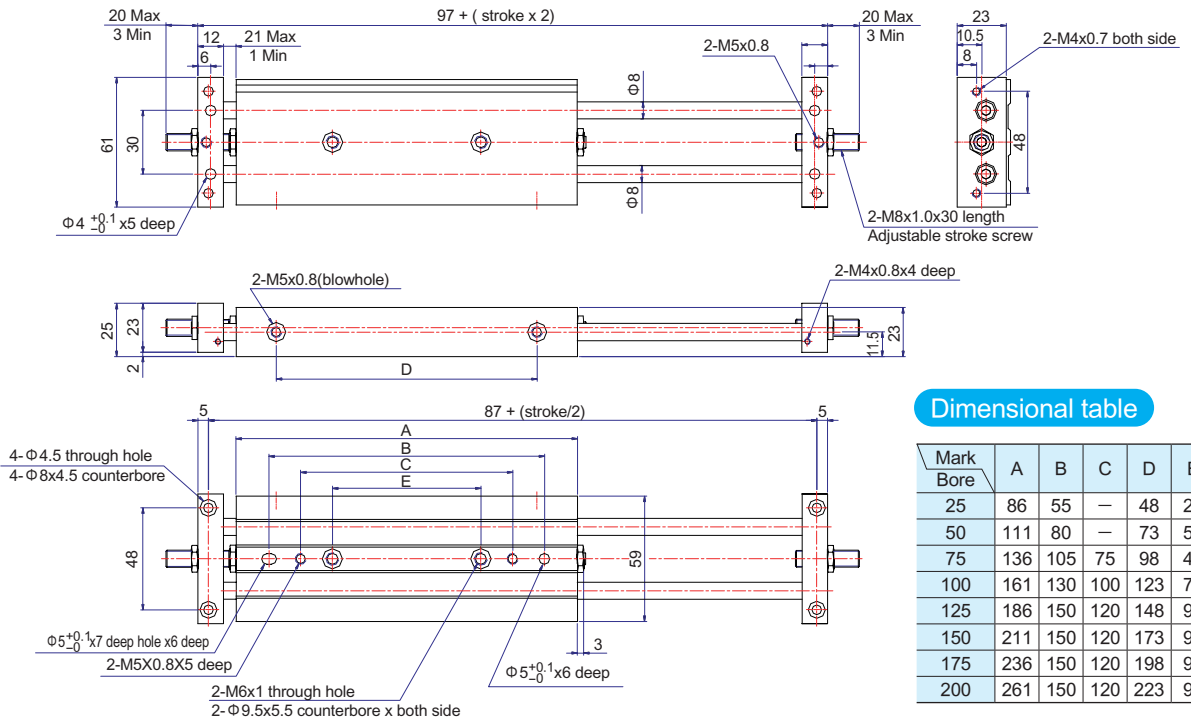 20 Max
3 Min
97 + ( stroke x 2)
20 Max
3 Min
12
21 Max
1 Min
6
2-M5x0.8
23
10.5
8
2-M4x0.7 both side
Φ8
61
30
48
Φ8
Φ4 +0.1 -0 x5 deep
2-M8x1.0x30 length
Adjustable stroke screw
2-M5x0.8(blowhole)
2-M4x0.8x4 deep
25
23
2
D
11.5
23
5
87 + (stroke/2)
5
A
B
C
E
4-Φ4.5 through hole
4-Φ8x4.5 counterbore
48
59
3
Φ5+0.1 -0 x7 deep hole x6 deep
2-M5X0.8X5 deep
Φ5+0.1 -0 x6 deep
2-M6x1 through hole
2-Φ9.5x5.5 counterbore x both side
Dimensional table
Mark
Bore A B C D
25 86 55 — 48
50 111 80 — 73
75 136 105 75 98
100 161 130 100 123
125 186 150 120 148
150 211 150 120 173
175 236 150 120 198
200 261 150 120 223